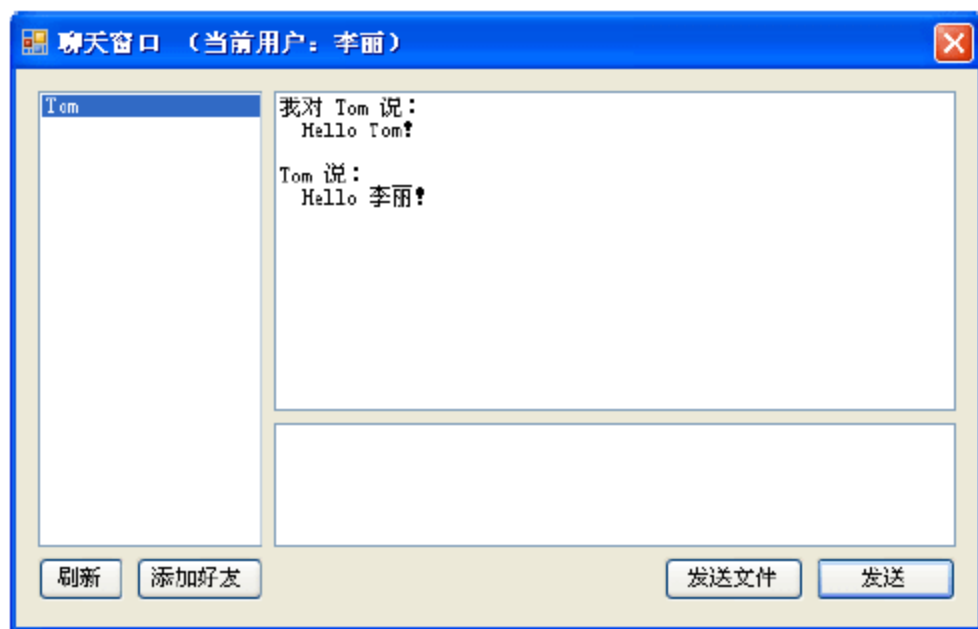 聊天窗口 （当前用户：李丽）
Tom
我对 Tom 说：
Hello Tom!
Tom 说：
Hello 李丽!
刷新
添加好友
发送文件
发送